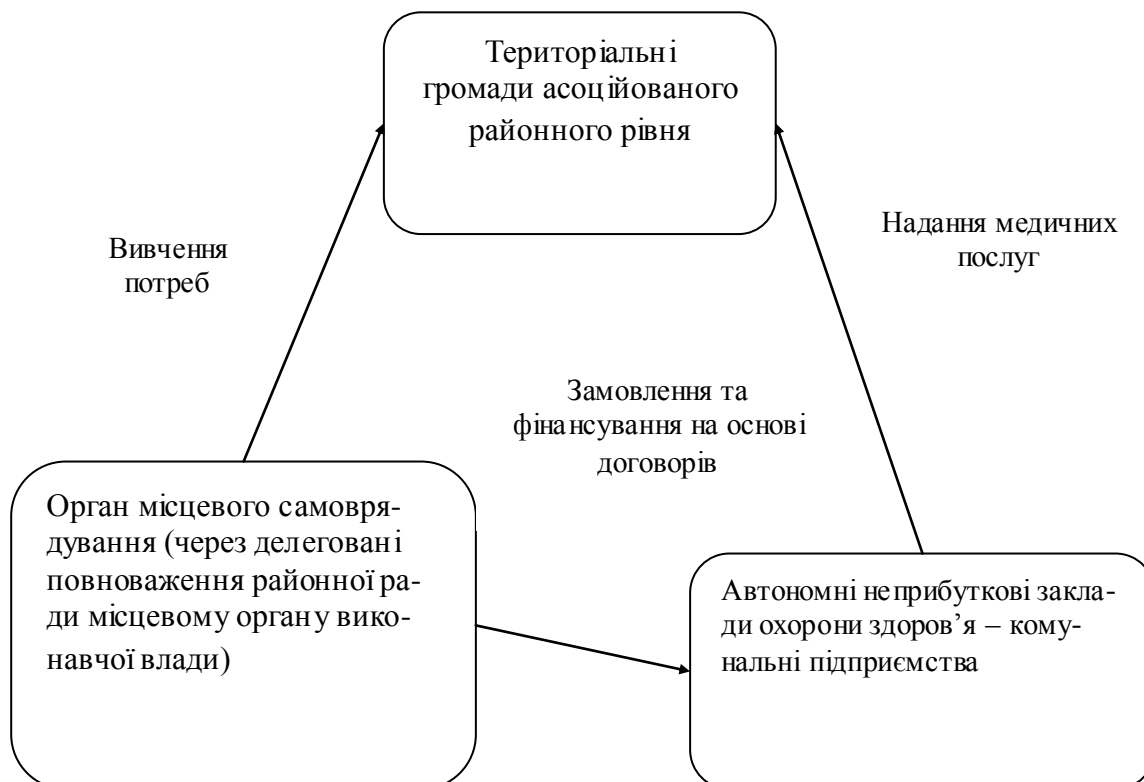 Територіальні
громади асоційованого
районного рівня
Вивчення
потреб
Надання медичних
послуг
Замовлення та
фінансування на основі
договорів
Орган місцевого самовря-
дування (через делеговані
повноваження районної ра-
ди місцевому органу вико-
навчої влади)
Автономні неприбуткові закла-
ди охорони здоров’я – кому-
нальні підприємства